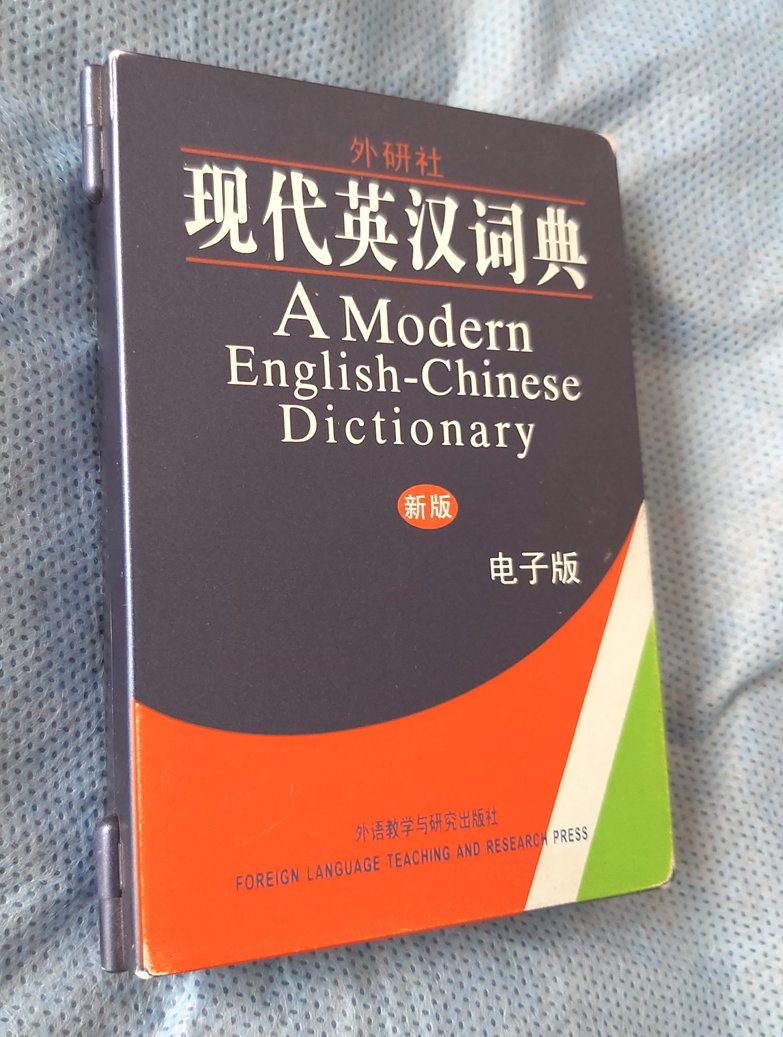 外研社
现代英汉词典
A Modern
English-Chinese
Dictionary
新版
电子版
外语教学与研究出版社
FOREIGN LANGUAGE TEACHING AND RESEARCH PRESS